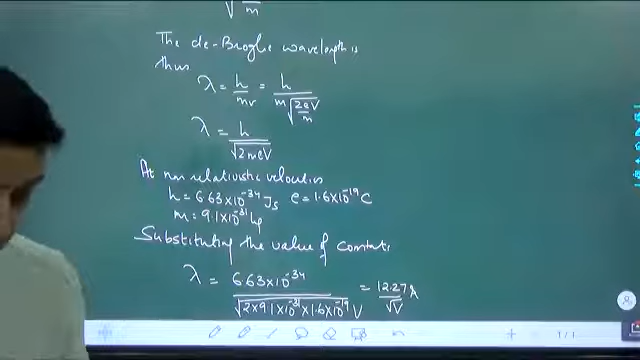 √ m
The de-Broglie wavelength is
thus
λ = h/mv = h/(m√(2eV/m))
λ = h/√(2meV)
At non relativistic velocities
h = 6.63×10⁻³⁴ Js e = 1.6×10⁻¹⁹ C
m = 9.1×10⁻³¹ kg
Substituting the value of constants
λ = 6.63×10⁻³⁴/√(2×9.1×10⁻³¹×1.6×10⁻¹⁹ V) = 12.27/√V Å
1/1